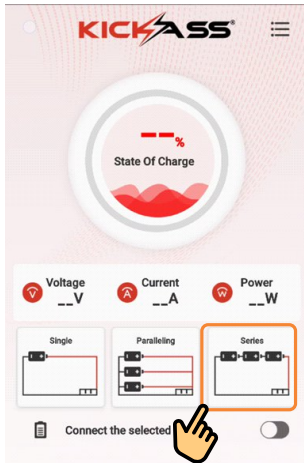 KICKASS®
--%
State Of Charge
Voltage
__V
Current
__A
Power
__W
Single
Paralleling
Series
Connect the selected